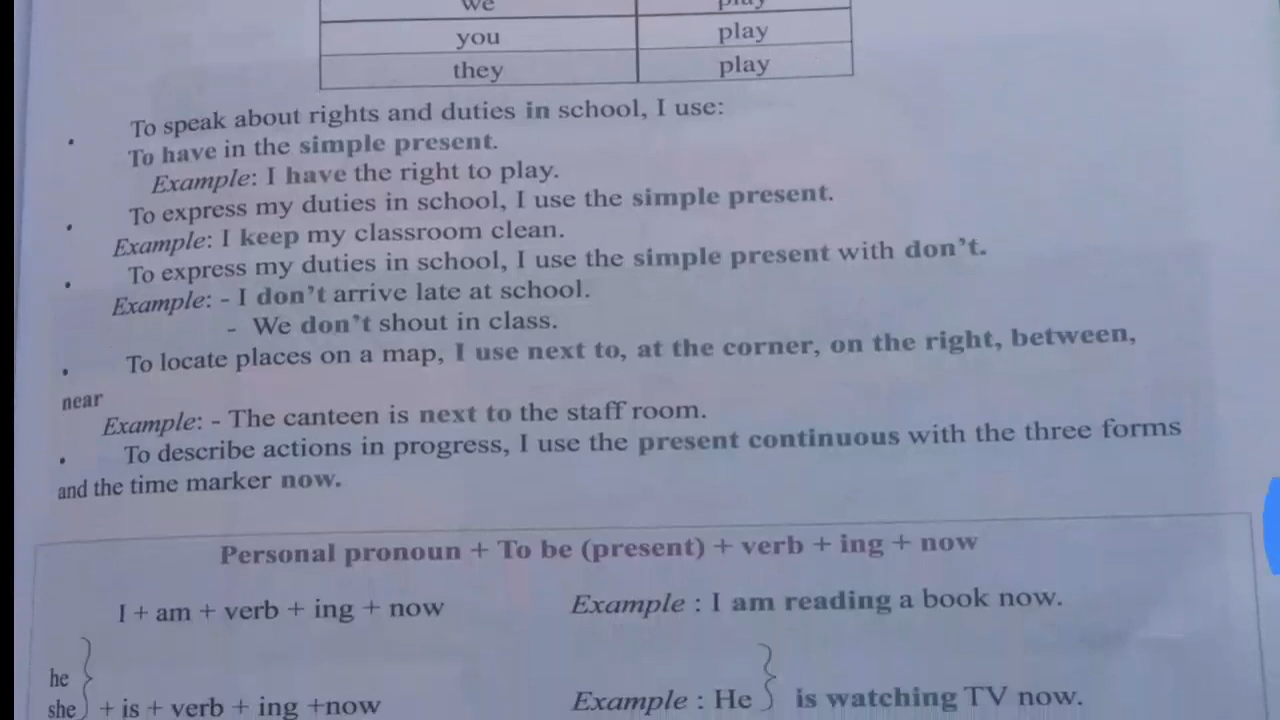 we play
you play
they play
• To speak about rights and duties in school, I use:
To have in the simple present.
Example: I have the right to play.
• To express my duties in school, I use the simple present.
Example: I keep my classroom clean.
• To express my duties in school, I use the simple present with don't.
Example: - I don't arrive late at school.
- We don't shout in class.
• To locate places on a map, I use next to, at the corner, on the right, between,
near
Example: - The canteen is next to the staff room.
• To describe actions in progress, I use the present continuous with the three forms
and the time marker now.
Personal pronoun + To be (present) + verb + ing + now
I + am + verb + ing + now Example : I am reading a book now.
he
she + is + verb + ing +now Example : He is watching TV now.